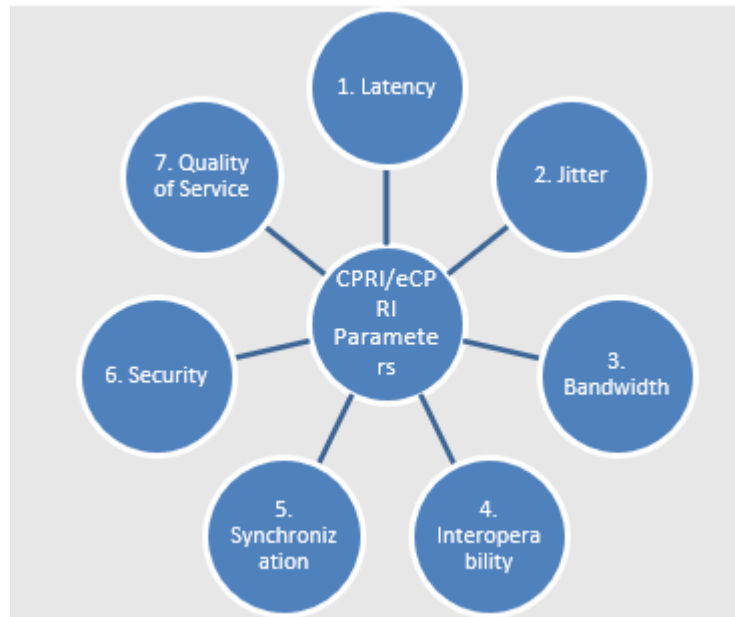 1. Latency
7. Quality
of Service
2. Jitter
CPRI/eCP
RI
Paramete
rs
3.
Bandwidth
6. Security
5.
Synchroniz
ation
4.
Interopera
bility